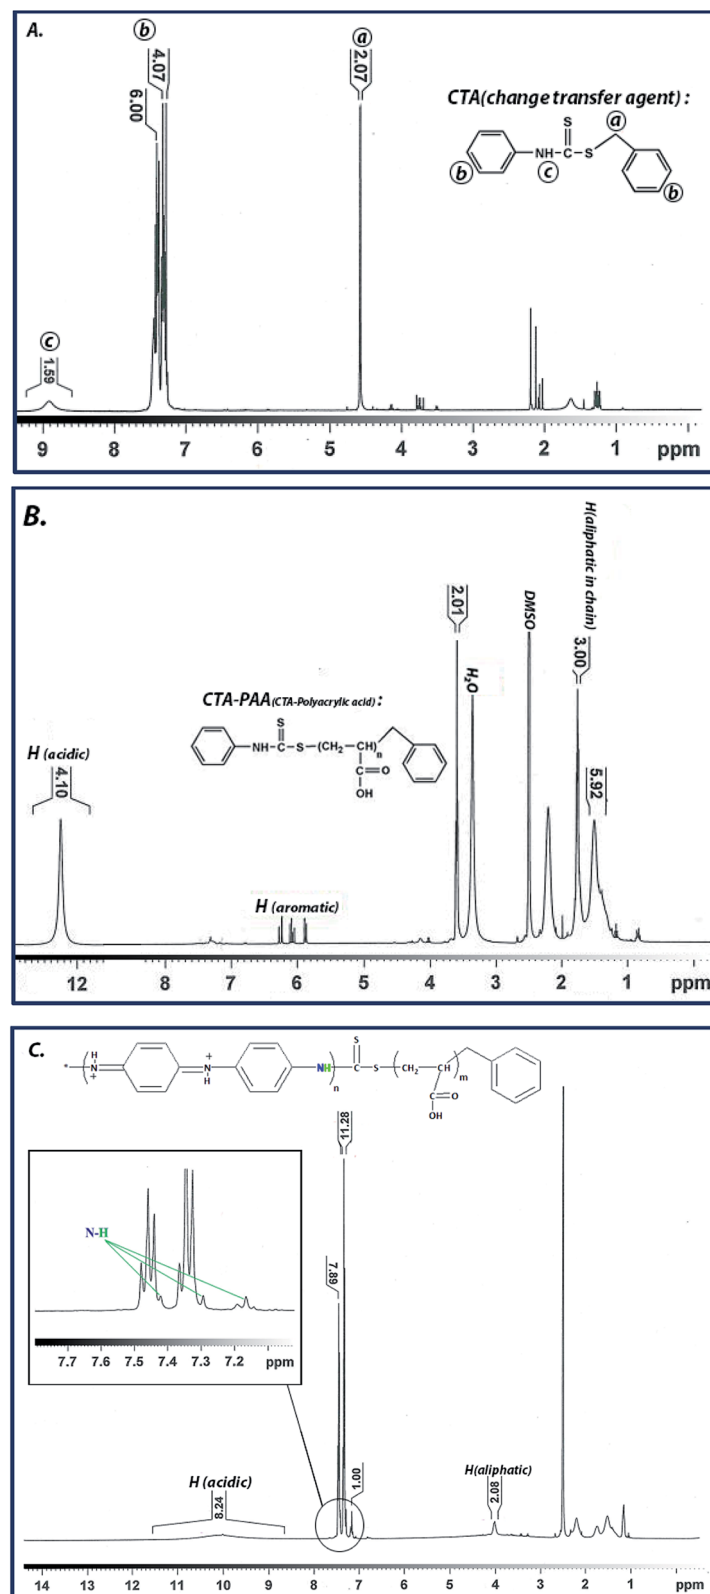 A.
b
a
4.07
2.07
6.00
CTA(change transfer agent) :
S
a
NH
C
S
b
c
b
c
1.59
9
8
7
6
5
4
3
2
1
ppm
B.
H(aliphatic in chain)
2.01
DMSO
3.00
H₂O
CTA-PAA(CTA-Polyacrylic acid) :
S
NH
C
S
(CH₂
CH)n
C
O
OH
H (acidic)
4.10
5.92
H (aromatic)
12
8
7
6
5
4
3
2
1
ppm
C.
S
H
N
+
+
N
H
NH
n
C
S
CH₂
CH
m
C
O
OH
11.28
N-H
7.89
7.7
7.6
7.5
7.4
7.3
7.2
ppm
H (acidic)
8.24
1.00
H(aliphatic)
2.08
14
13
12
11
10
9
8
7
6
5
4
3
2
1
ppm